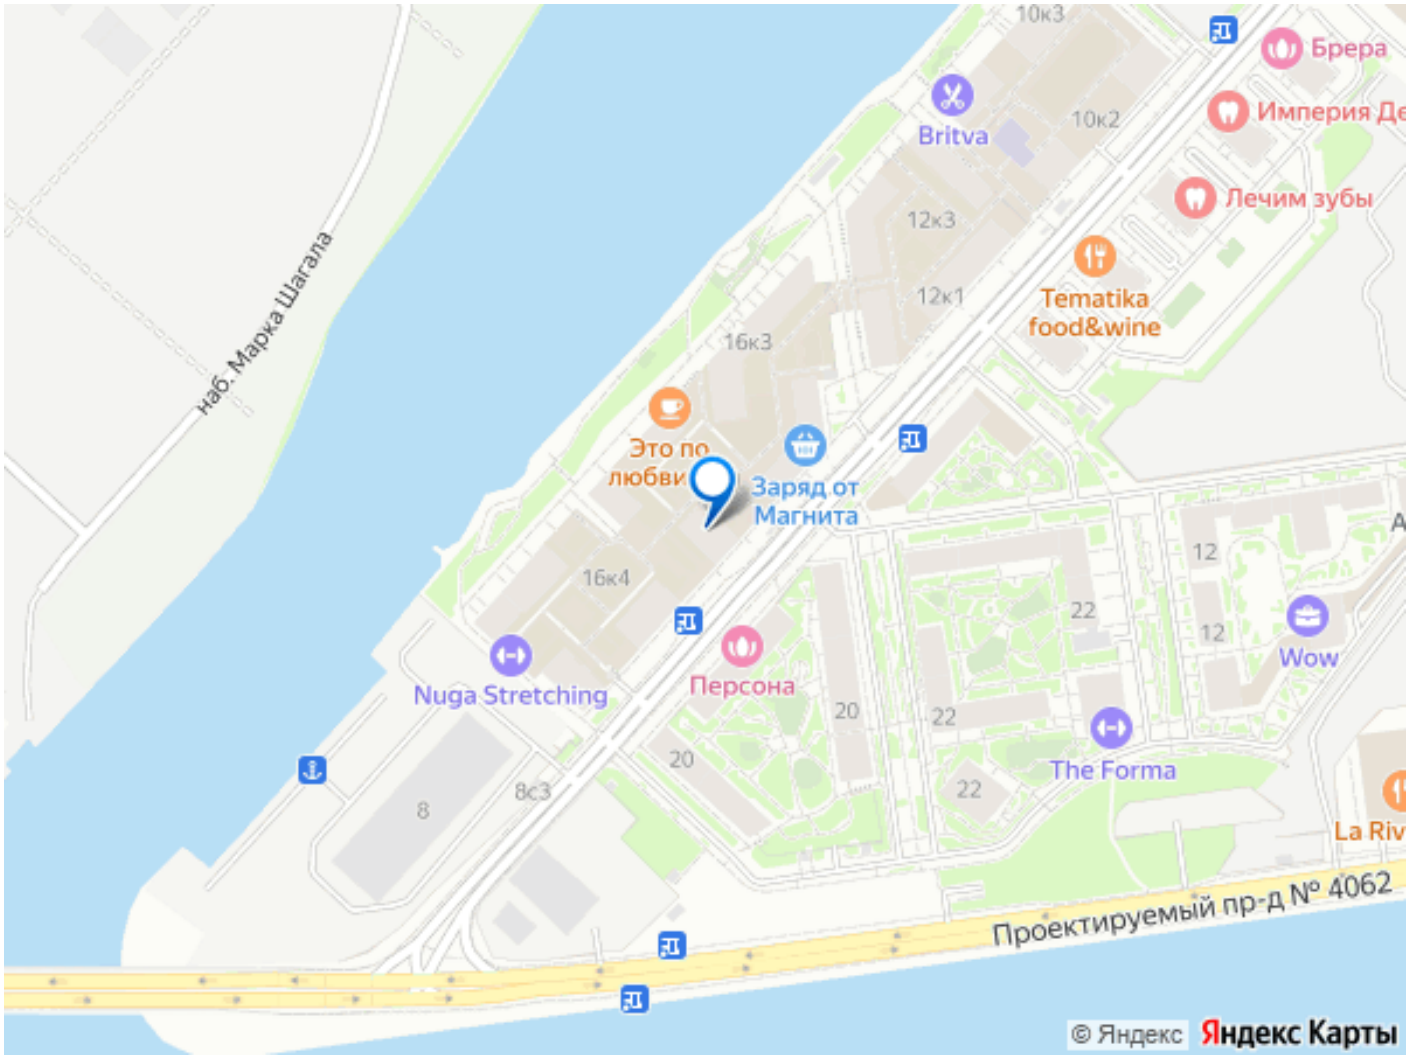 10к3
Брера
Britva
10к2
Империя Де
Лечим зубы
12к3
наб. Марка Шагала
12к1
Tematika
food&wine
16к3
Это по
любви
Заряд от
Магнита
А
12
16к4
22
12
Wow
Персона
Nuga Stretching
20
22
20
The Forma
22
8с3
8
La Riv
Проектируемый пр-д № 4062
© Яндекс
Яндекс Карты